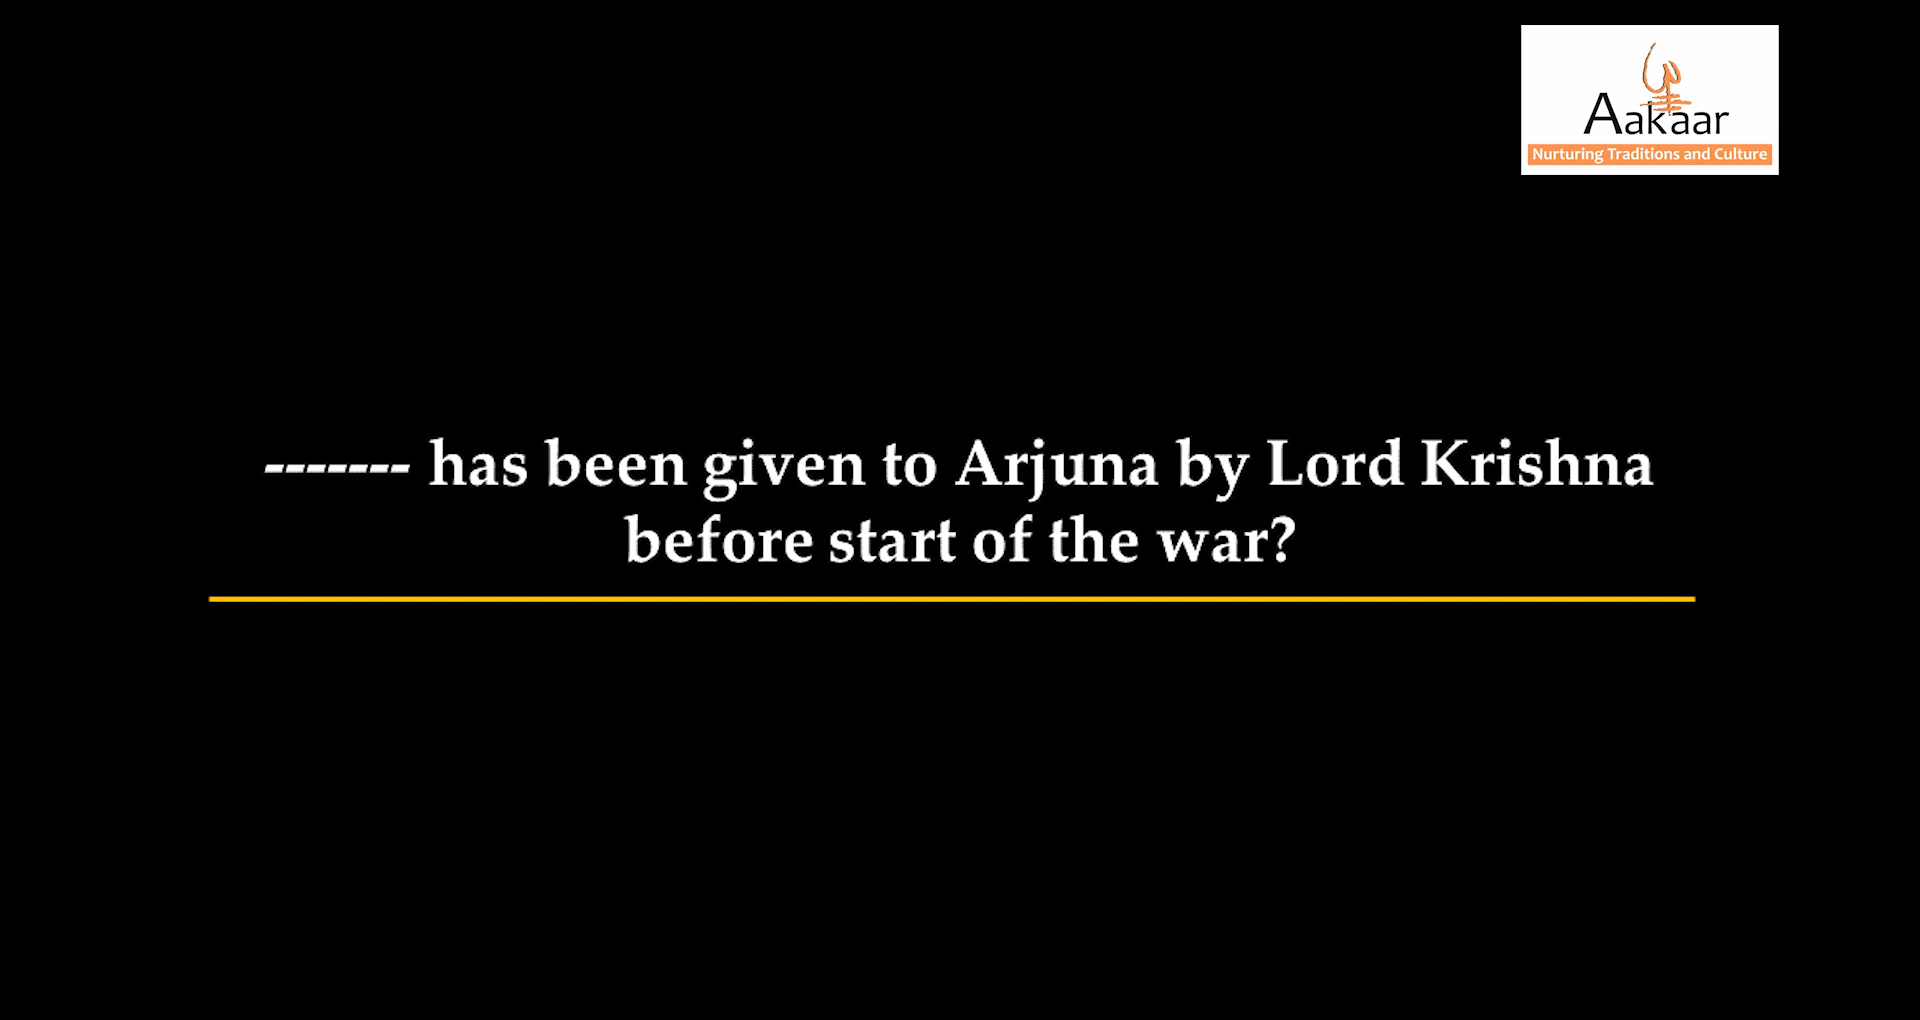 Aakaar
Nurturing Traditions and Culture
------- has been given to Arjuna by Lord Krishna
before start of the war?